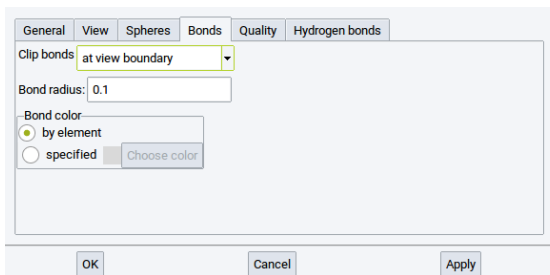 General View Spheres Bonds Quality Hydrogen bonds
Clip bonds at view boundary
Bond radius: 0.1
Bond color
by element
specified Choose color
OK Cancel Apply